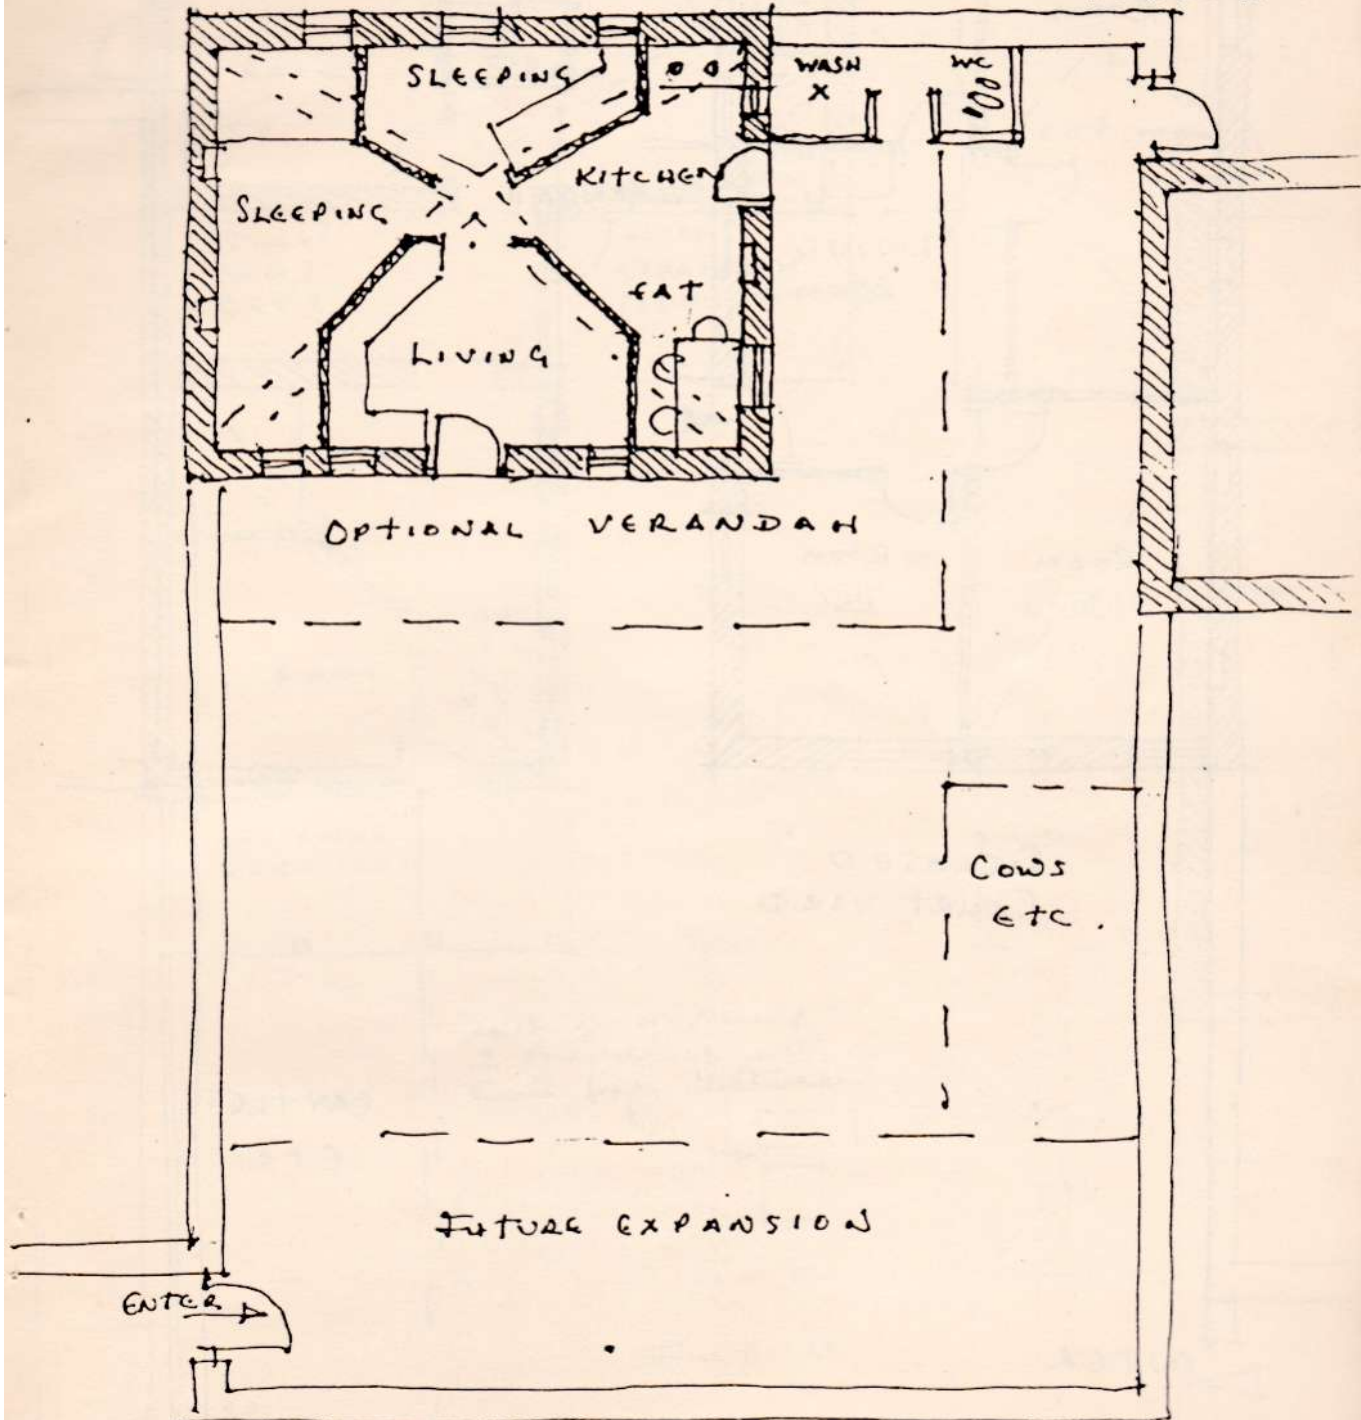 SLEEPING
WASH
X
WC
KITCHEN
SLEEPING
EAT
LIVING
OPTIONAL VERANDAH
COWS
ETC.
FUTURE EXPANSION
ENTER